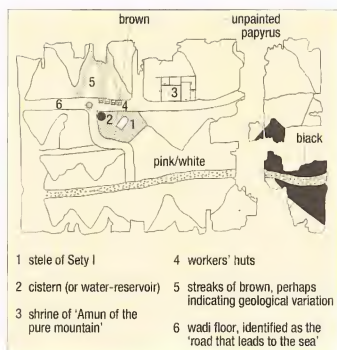 brown
unpainted
papyrus
5
3
6
4
2
1
black
pink/white
1 stele of Sety I
2 cistern (or water-reservoir)
3 shrine of 'Amun of the
pure mountain'
4 workers' huts
5 streaks of brown, perhaps
indicating geological variation
6 wadi floor, identified as the
'road that leads to the sea'